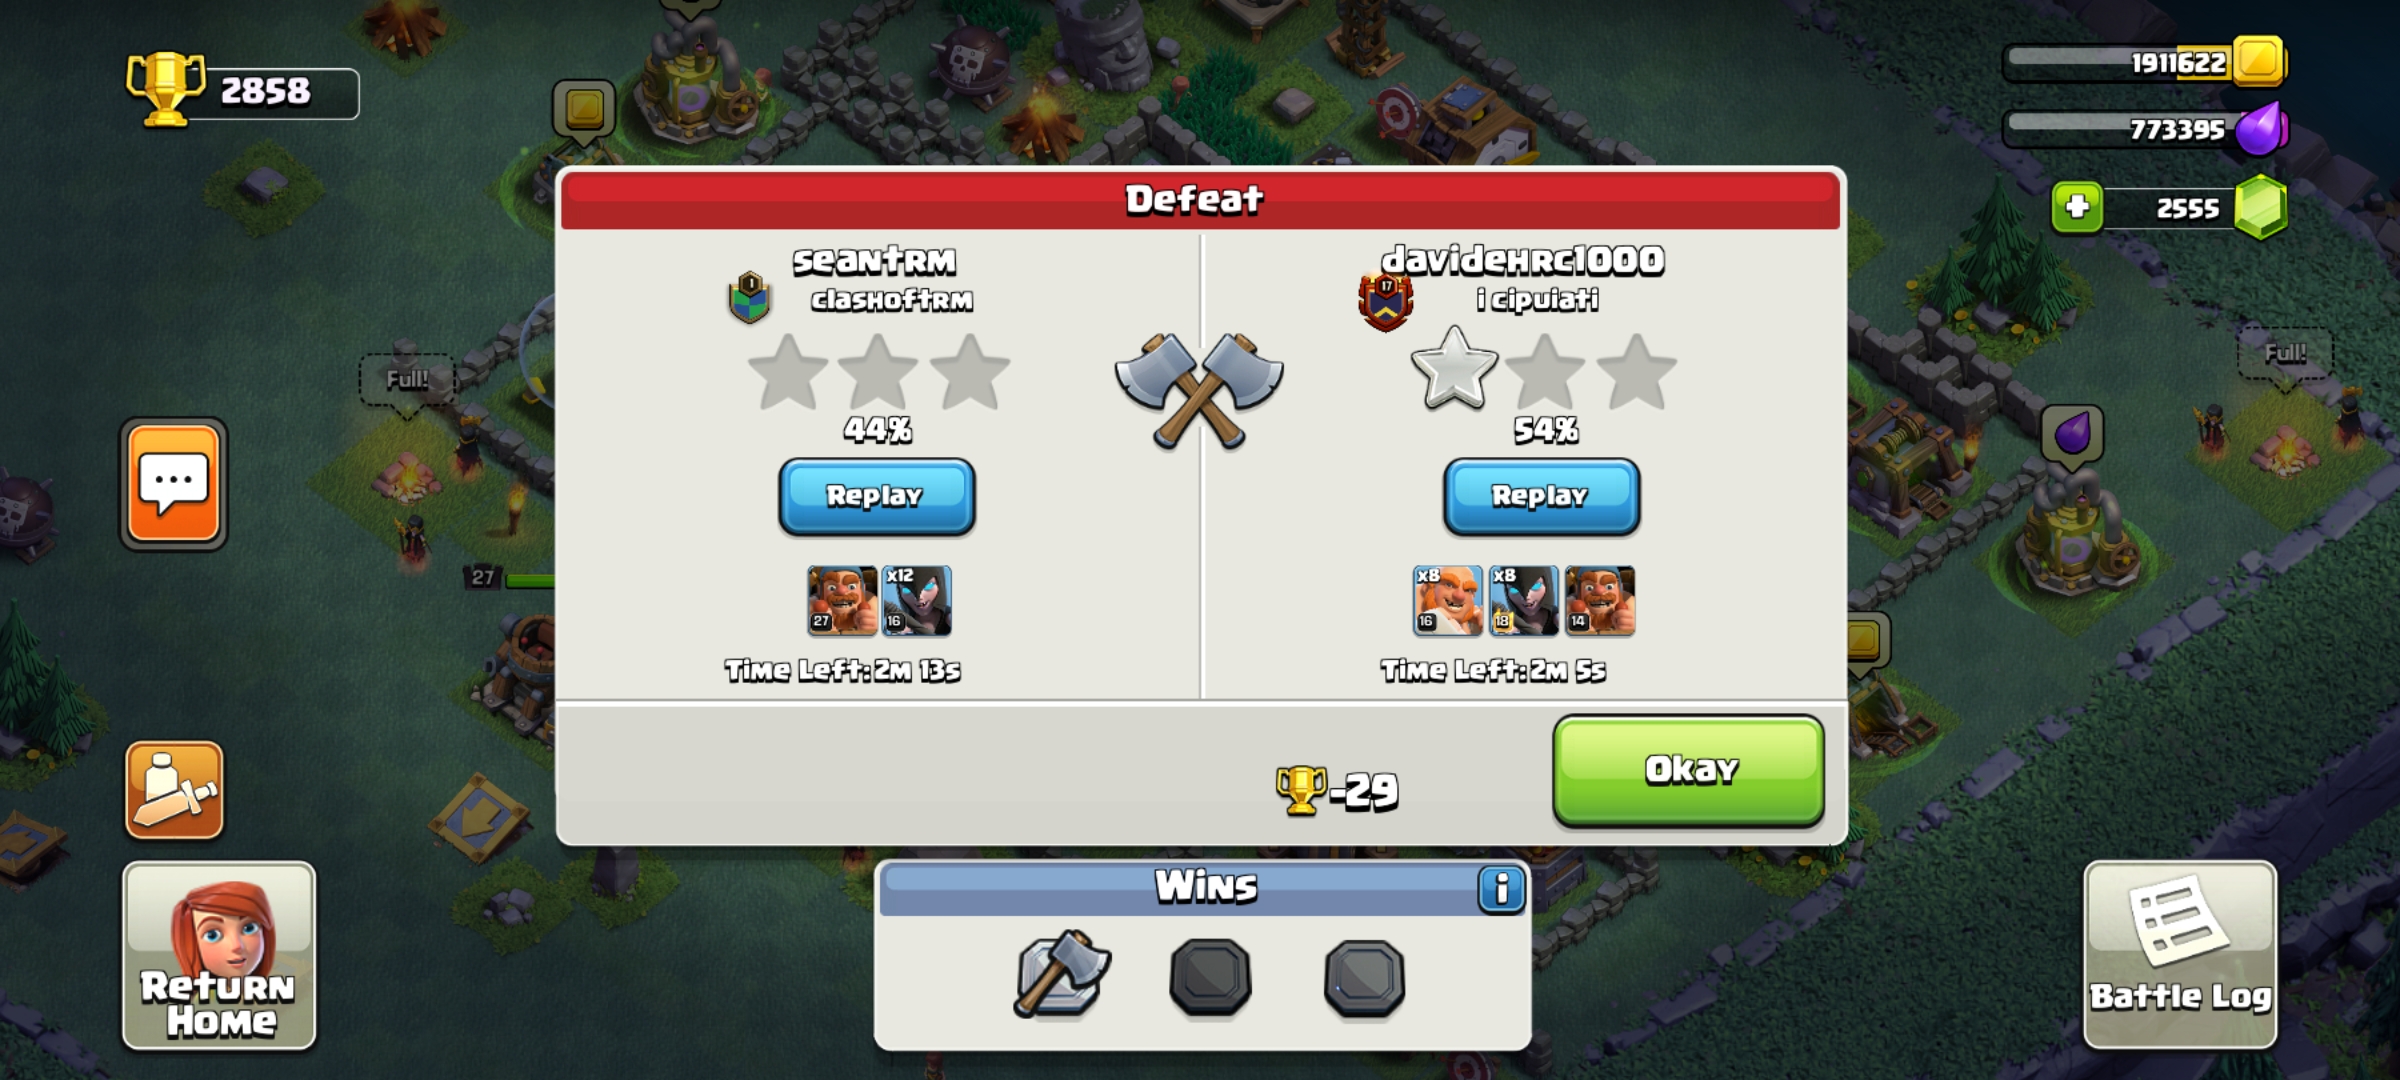 2858
1911622
773395
2555
Defeat
seantrm
1
clashoftrm
davidehrc1000
17
i cipuiati
Full!
Full!
44%
54%
Replay
Replay
27
x12
27
16
x8
x8
16
18
14
Time Left:2m 13s
Time Left:2m 5s
-29
Okay
Wins
i
Return
Home
Battle Log